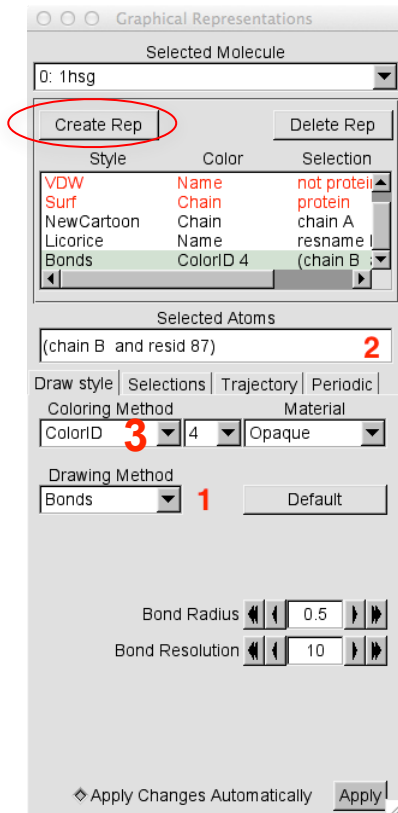 Graphical Representations
Selected Molecule
0: 1hsg
Create Rep Delete Rep
Style Color Selection
VDW Name not protei
Surf Chain protein
NewCartoon Chain chain A
Licorice Name resname
Bonds ColorID 4 (chain B
Selected Atoms
(chain B and resid 87) 2
Draw style Selections Trajectory Periodic
Coloring Method Material
ColorID 3 4 Opaque
Drawing Method
Bonds 1 Default
Bond Radius 0.5
Bond Resolution 10
Apply Changes Automatically Apply